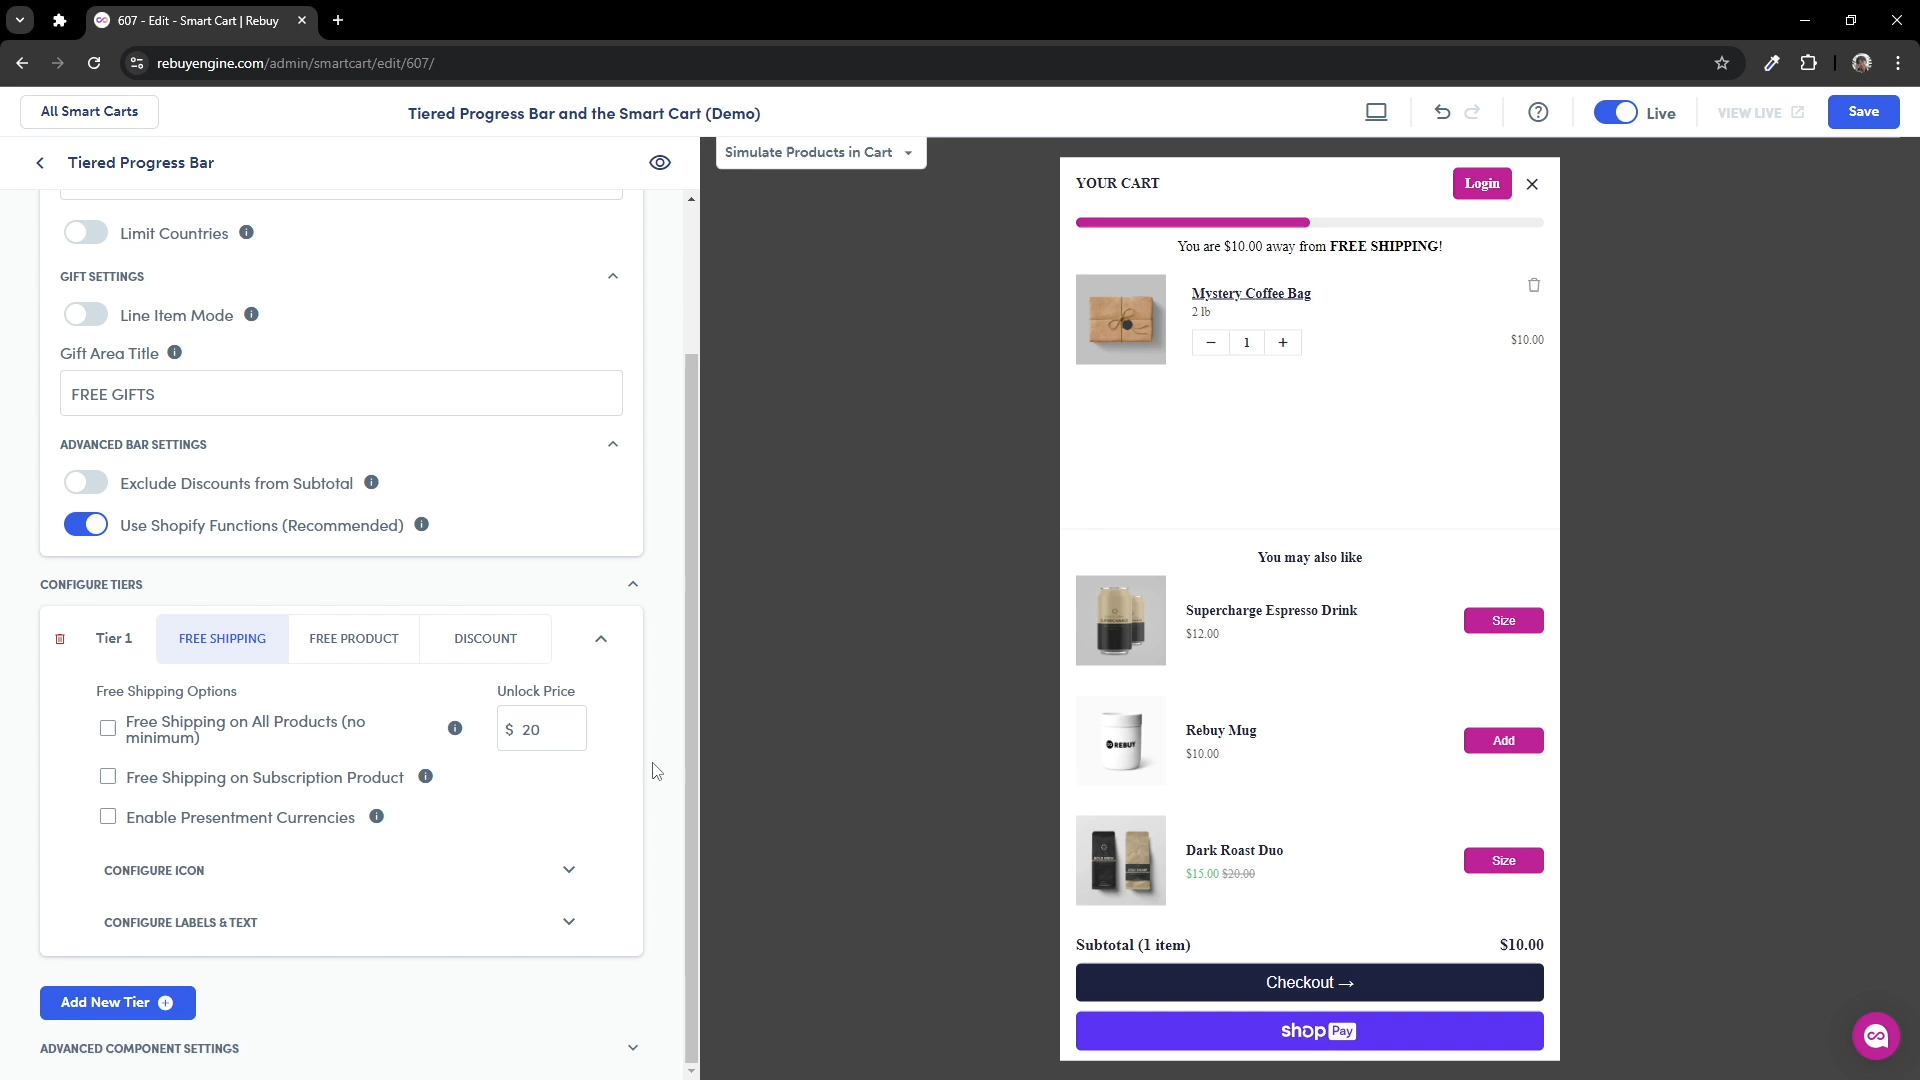 607 - Edit - Smart Cart | Rebuy
rebuyengine.com/admin/smartcart/edit/607/
All Smart Carts
Tiered Progress Bar and the Smart Cart (Demo)
Live
VIEW LIVE
Save
Tiered Progress Bar
Limit Countries
GIFT SETTINGS
Line Item Mode
Gift Area Title
FREE GIFTS
ADVANCED BAR SETTINGS
Exclude Discounts from Subtotal
Use Shopify Functions (Recommended)
CONFIGURE TIERS
Tier 1
FREE SHIPPING
FREE PRODUCT
DISCOUNT
Free Shipping Options
Unlock Price
Free Shipping on All Products (no
minimum)
$ 20
Free Shipping on Subscription Product
Enable Presentment Currencies
CONFIGURE ICON
CONFIGURE LABELS & TEXT
Add New Tier
ADVANCED COMPONENT SETTINGS
Simulate Products in Cart
YOUR CART
Login
You are $10.00 away from FREE SHIPPING!
Mystery Coffee Bag
2 lb
1
$10.00
You may also like
Supercharge Espresso Drink
$12.00
Size
REBUY
Rebuy Mug
$10.00
Add
Dark Roast Duo
$15.00 $20.00
Size
Subtotal (1 item)
$10.00
Checkout →
shop Pay